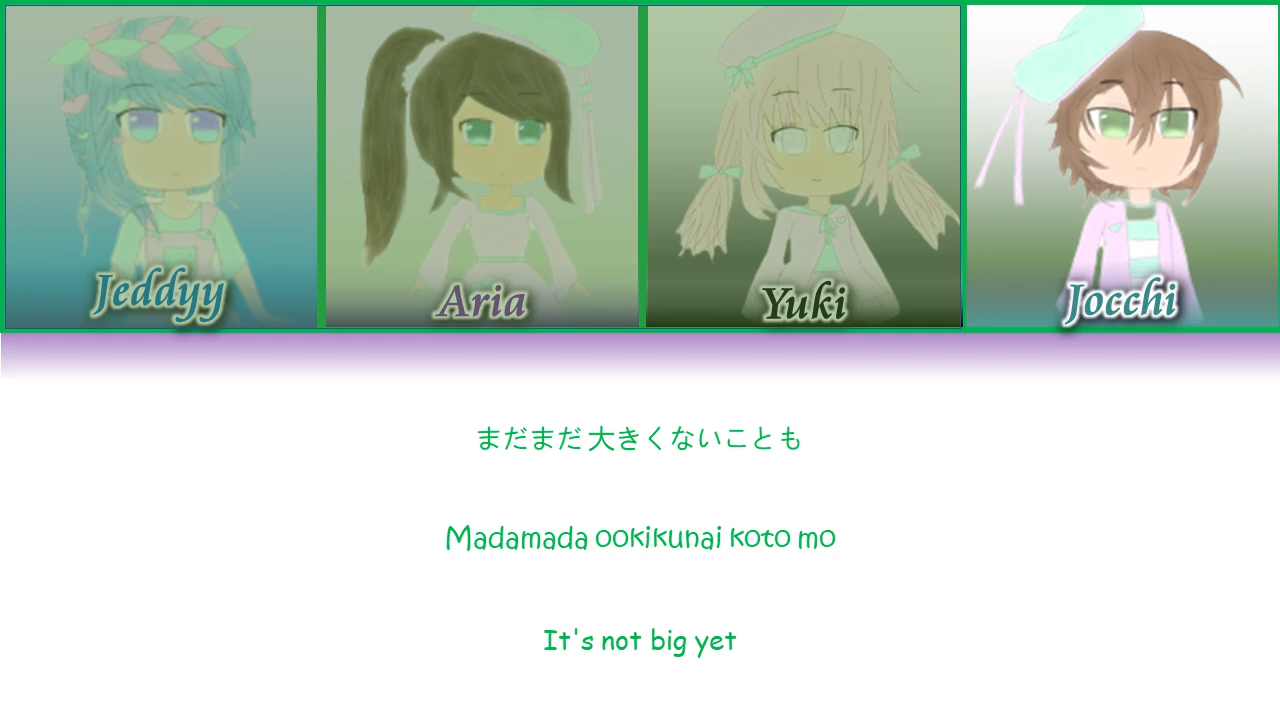 Jeddyy
Aria
Yuki
Jocchi
まだまだ 大きくないことも
Madamada ookikunai koto mo
It's not big yet